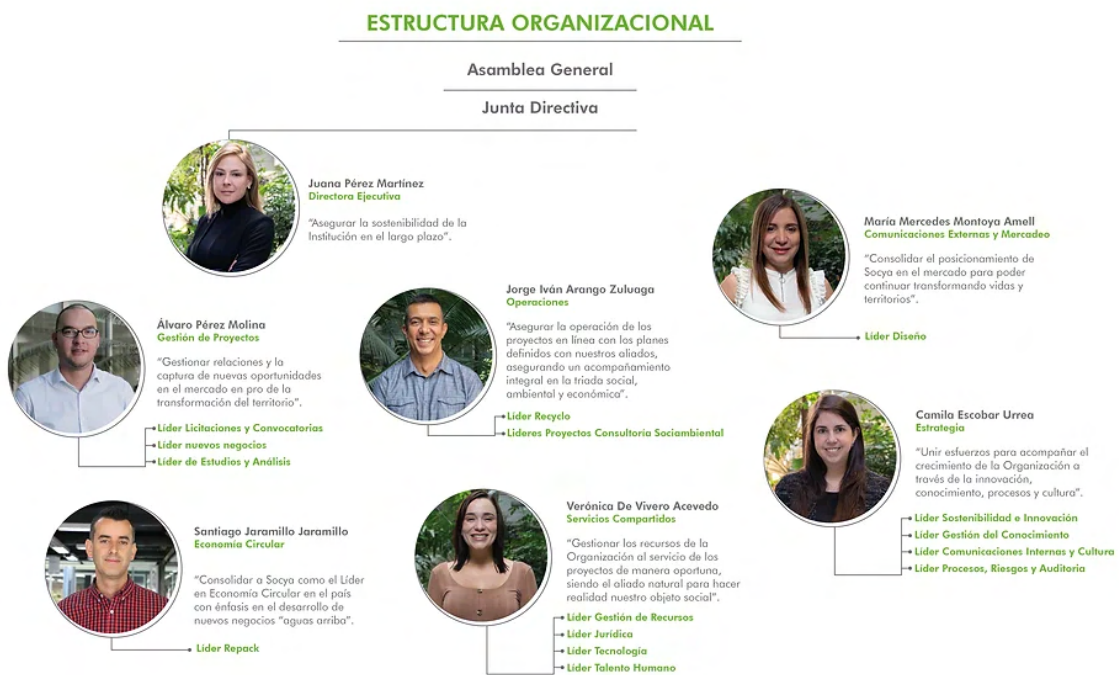 ESTRUCTURA ORGANIZACIONAL
Asamblea General
Junta Directiva
Juana Pérez Martínez
Directora Ejecutiva
“Asegurar la sostenibilidad de la
Institución en el largo plazo”.
María Mercedes Montoya Amell
Comunicaciones Externas y Mercadeo
“Consolidar el posicionamiento de
Socya en el mercado para poder
continuar transformando vidas y
territorios”.
Líder Diseño
Álvaro Pérez Molina
Gestión de Proyectos
“Gestionar relaciones y la
captura de nuevas oportunidades
en el mercado en pro de la
transformación del territorio”.
Líder Licitaciones y Convocatorias
Líder nuevos negocios
Líder de Estudios y Análisis
Jorge Iván Arango Zuluaga
Operaciones
“Asegurar la operación de los
proyectos en línea con los planes
definidos con nuestros aliados,
asegurando un acompañamiento
integral en la triada social,
ambiental y económica”.
Líder Recyclo
Lideres Proyectos Consultoría Sociambiental
Camila Escobar Urrea
Estrategia
“Unir esfuerzos para acompañar el
crecimiento de la Organización a
través de la innovación,
conocimiento, procesos y cultura”.
Líder Sostenibilidad e Innovación
Líder Gestión del Conocimiento
Líder Comunicaciones Internas y Cultura
Líder Procesos, Riesgos y Auditoria
Santiago Jaramillo Jaramillo
Economía Circular
“Consolidar a Socya como el Líder
en Economía Circular en el país
con énfasis en el desarrollo de
nuevos negocios “aguas arriba”.
Líder Repack
Verónica De Vivero Acevedo
Servicios Compartidos
“Gestionar los recursos de la
Organización al servicio de los
proyectos de manera oportuna,
siendo el aliado natural para hacer
realidad nuestro objeto social”.
Líder Gestión de Recursos
Líder Jurídica
Líder Tecnología
Líder Talento Humano